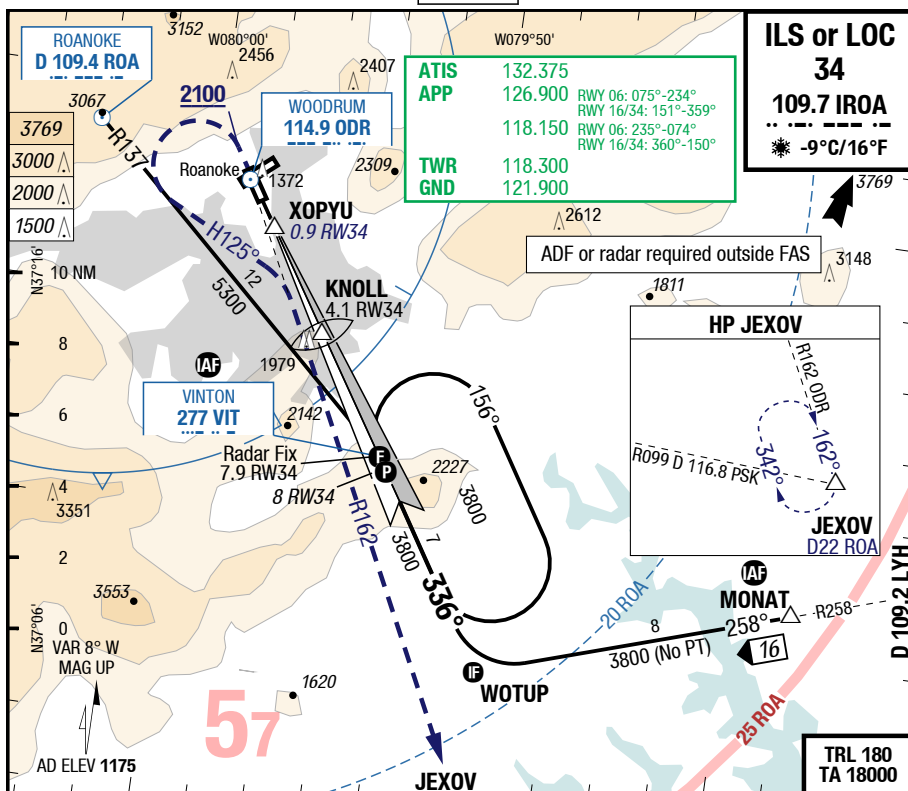 ROANOKE
D 109.4 ROA
3152
W080°00'
2456
2407
W079°50'
ILS or LOC
34
109.7 IROA
-9°C/16°F
ATIS 132.375
APP 126.900 RWY 06: 075°-234°
RWY 16/34: 151°-359°
118.150 RWY 06: 235°-074°
RWY 16/34: 360°-150°
TWR 118.300
GND 121.900
3067
2100
WOODRUM
114.9 ODR
3769
3000
2000
1500
R137
Roanoke
1372
2309
3769
XOPYU
0.9 RW34
2612
ADF or radar required outside FAS
3148
H125°
N37°16'
10 NM
12
5300
KNOLL
4.1 RW34
1811
HP JEXOV
R162 ODR
162°
342°
R099 D 116.8 PSK
JEXOV
D22 ROA
8
1979
IAF
VINTON
277 VIT
6
2142
156°
3800
Radar Fix
7.9 RW34
F
P
8 RW34
2227
4
3351
R162
7
3800
336°
2
3553
20 ROA
IAF
MONAT
R258
258°
8
3800 (No PT)
16
D 109.2 LYH
0
N37°06'
VAR 8° W
MAG UP
IF
WOTUP
1620
57
25 ROA
AD ELEV 1175
JEXOV
TRL 180
TA 18000